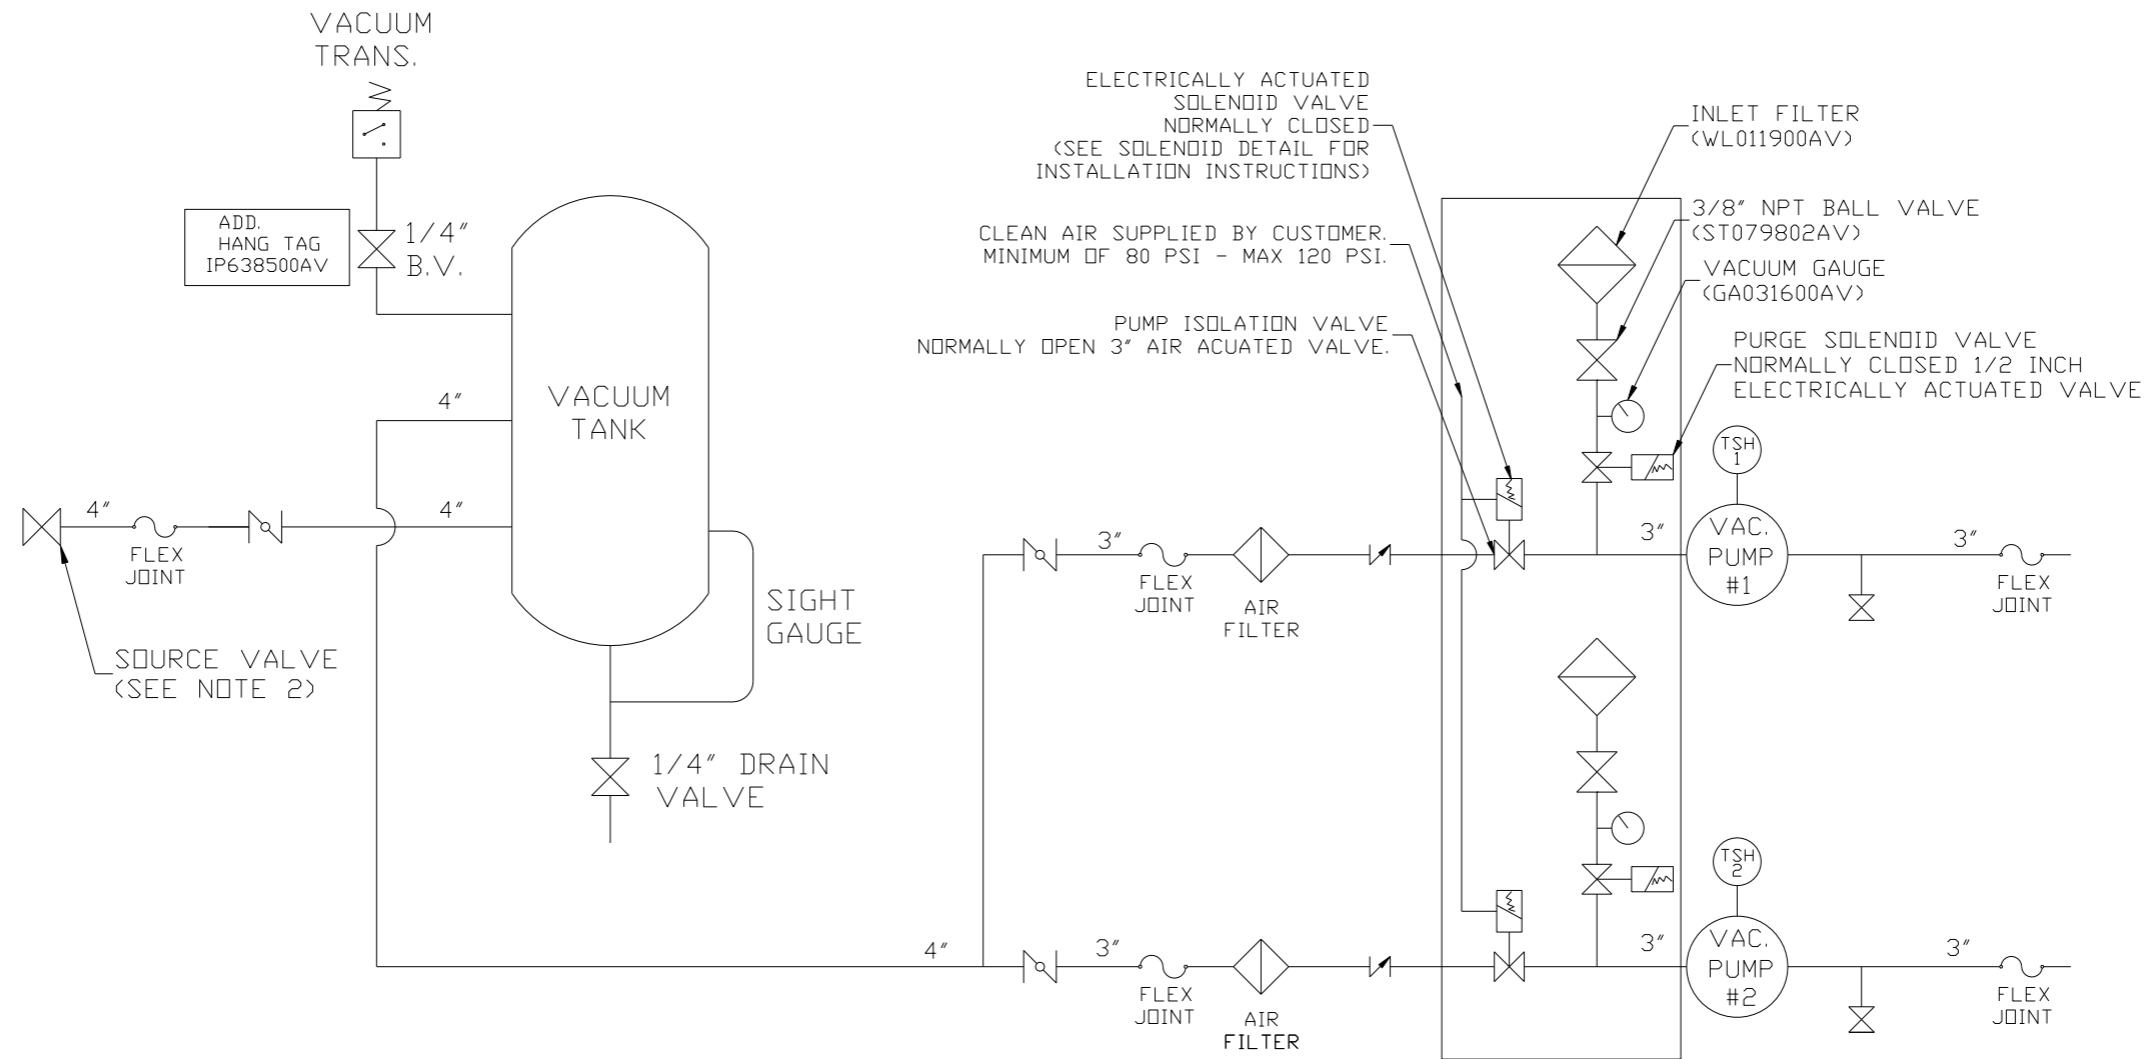 VACUUM
TRANS.
ADD.
HANG TAG
IP638500AV
1/4"
B.V.
VACUUM
TANK
4"
4"
4"
FLEX
JOINT
SOURCE VALVE
(SEE NOTE 2)
SIGHT
GAUGE
1/4" DRAIN
VALVE
ELECTRICALLY ACTUATED
SOLENOID VALVE
NORMALLY CLOSED
(SEE SOLENOID DETAIL FOR
INSTALLATION INSTRUCTIONS)
CLEAN AIR SUPPLIED BY CUSTOMER.
MINIMUM OF 80 PSI - MAX 120 PSI.
PUMP ISOLATION VALVE
NORMALLY OPEN 3" AIR ACUATED VALVE.
INLET FILTER
(WL011900AV)
3/8" NPT BALL VALVE
(ST079802AV)
VACUUM GAUGE
(GA031600AV)
PURGE SOLENOID VALVE
NORMALLY CLOSED 1/2 INCH
ELECTRICALLY ACTUATED VALVE
TSH
1
3"
FLEX
JOINT
AIR
FILTER
3"
VAC.
PUMP
#1
3"
FLEX
JOINT
TSH
2
4"
3"
FLEX
JOINT
AIR
FILTER
3"
VAC.
PUMP
#2
3"
FLEX
JOINT